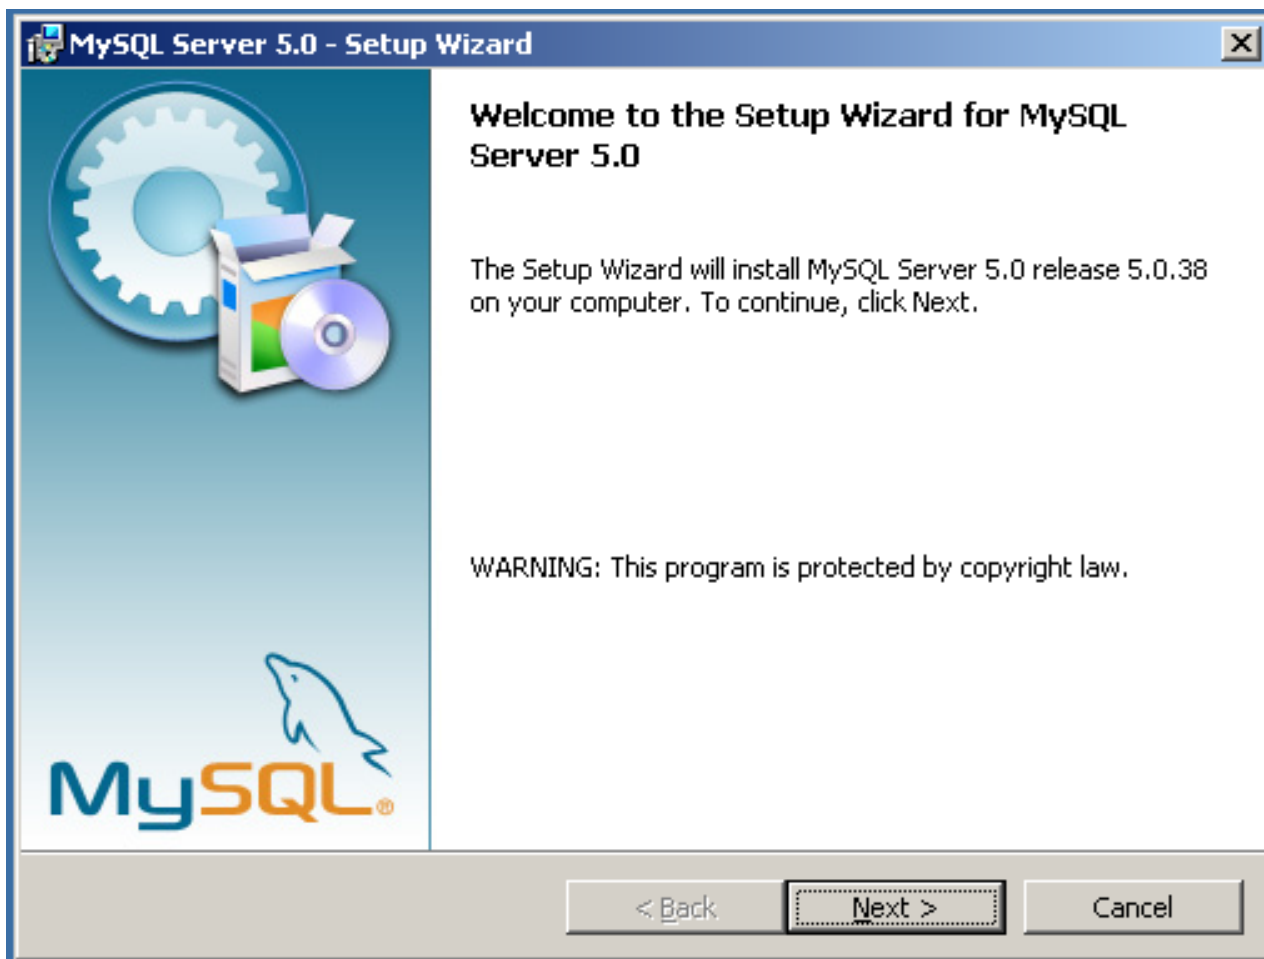 MySQL Server 5.0 - Setup Wizard
Welcome to the Setup Wizard for MySQL
Server 5.0
The Setup Wizard will install MySQL Server 5.0 release 5.0.38
on your computer. To continue, click Next.
WARNING: This program is protected by copyright law.
MySQL®
< Back
Next >
Cancel